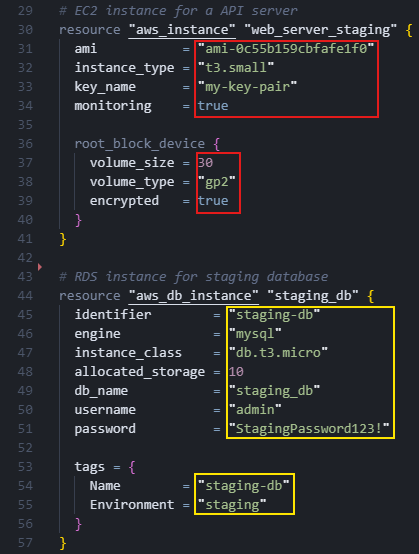 29 # EC2 instance for a API server
30 resource "aws_instance" "web_server_staging" {
31 ami = "ami-0c55b159cbfafe1f0"
32 instance_type = "t3.small"
33 key_name = "my-key-pair"
34 monitoring = true
35
36 root_block_device {
37 volume_size = 30
38 volume_type = "gp2"
39 encrypted = true
40 }
41 }
42
43 # RDS instance for staging database
44 resource "aws_db_instance" "staging_db" {
45 identifier = "staging-db"
46 engine = "mysql"
47 instance_class = "db.t3.micro"
48 allocated_storage = 10
49 db_name = "staging_db"
50 username = "admin"
51 password = "StagingPassword123!"
52
53 tags = {
54 Name = "staging-db"
55 Environment = "staging"
56 }
57 }